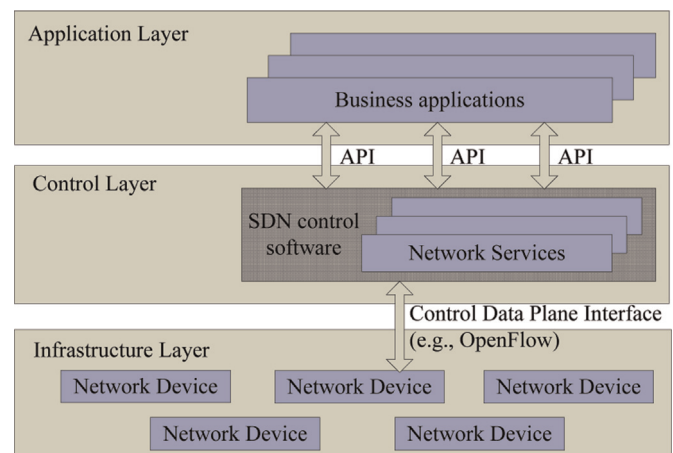 Application Layer
Business applications
API API API
Control Layer
SDN control
software
Network Services
Control Data Plane Interface
(e.g., OpenFlow)
Infrastructure Layer
Network Device Network Device Network Device
Network Device Network Device